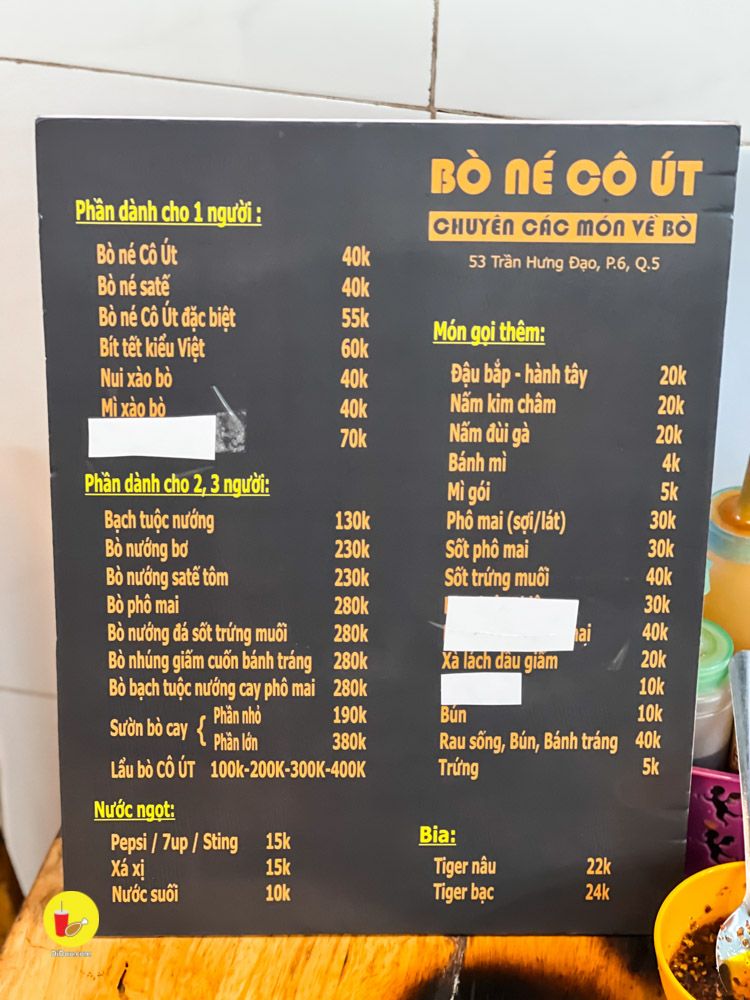 BÒ NÉ CÔ ÚT
CHUYÊN CÁC MÓN VỀ BÒ
53 Trần Hưng Đạo, P.6, Q.5
Phần dành cho 1 người :
Bò né Cô Út 40k
Bò né satế 40k
Bò né Cô Út đặc biệt 55k
Bít tết kiểu Việt 60k
Nui xào bò 40k
Mì xào bò 40k
70k
Phần dành cho 2, 3 người:
Bạch tuộc nướng 130k
Bò nướng bơ 230k
Bò nướng satế tôm 230k
Bò phô mai 280k
Bò nướng đá sốt trứng muối 280k
Bò nhúng giấm cuốn bánh tráng 280k
Bò bạch tuộc nướng cay phô mai 280k
Sườn bò cay { Phần nhỏ 190k
Phần lớn 380k
Lẩu bò CÔ ÚT 100k-200K-300K-400K
Nước ngọt:
Pepsi / 7up / Sting 15k
Xá xị 15k
Nước suối 10k
Món gọi thêm:
Đậu bắp - hành tây 20k
Nấm kim châm 20k
Nấm đùi gà 20k
Bánh mì 4k
Mì gói 5k
Phô mai (sợi/lát) 30k
Sốt phô mai 30k
Sốt trứng muối 40k
30k
40k
Xà lách dầu giấm 20k
10k
Bún 10k
Rau sống, Bún, Bánh tráng 40k
Trứng 5k
Bia:
Tiger nâu 22k
Tiger bạc 24k